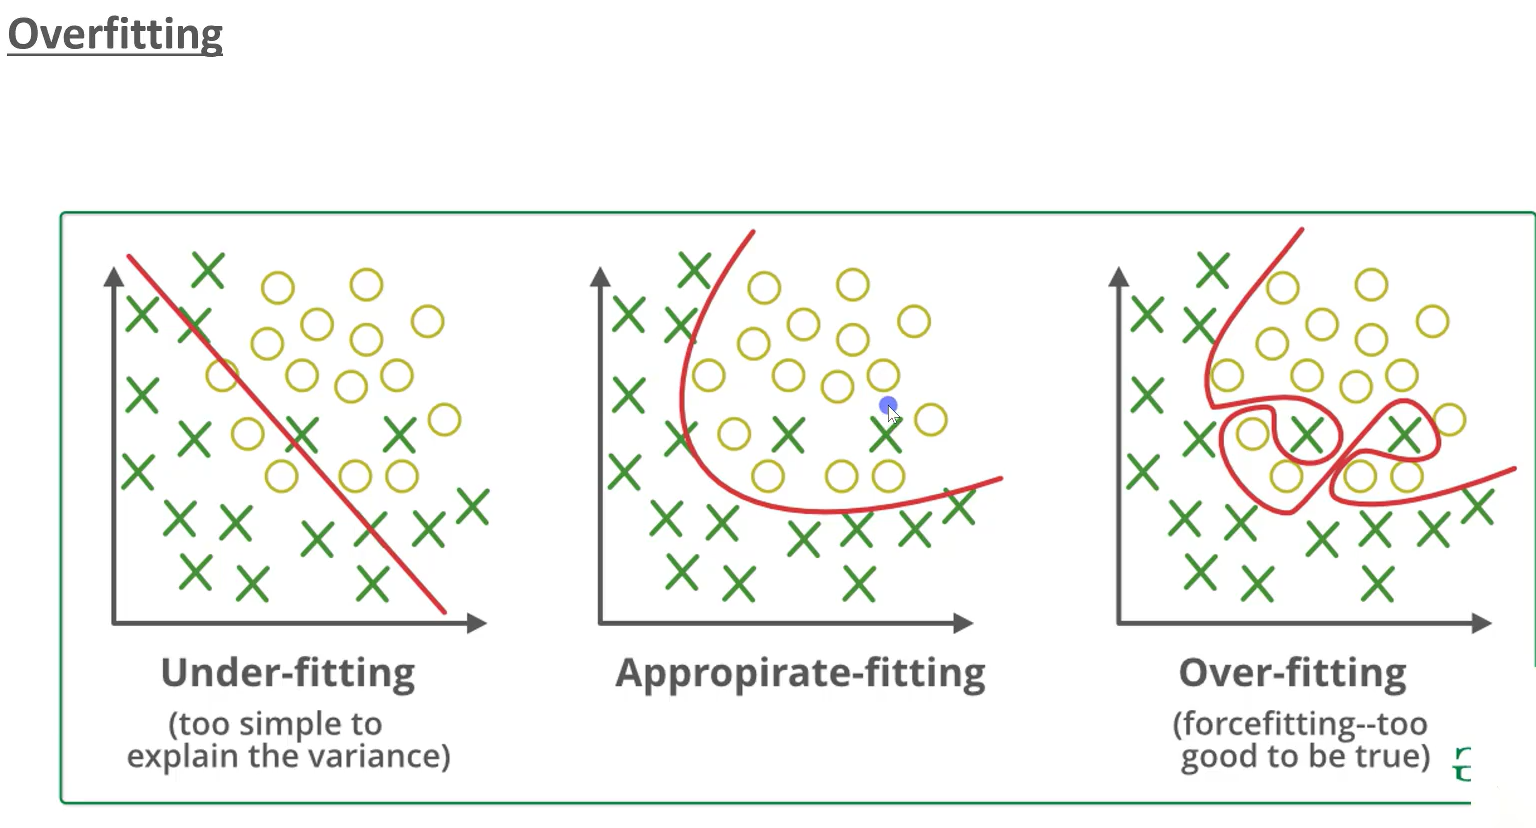 Overfitting
Under-fitting
(too simple to
explain the variance)
Appropirate-fitting
Over-fitting
(forcefitting--too
good to be true)